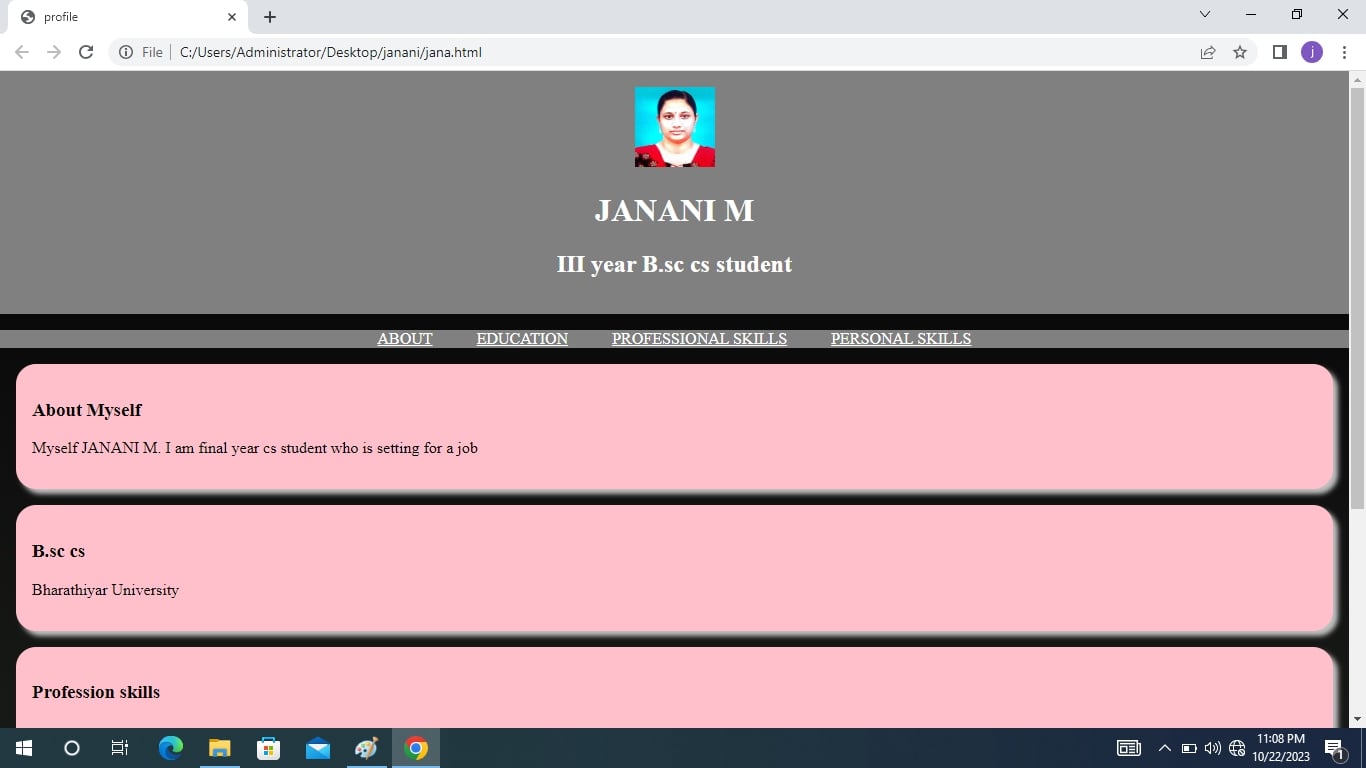 profile
File
C:/Users/Administrator/Desktop/janani/jana.html
j
JANANI M
III year B.sc cs student
ABOUT EDUCATION PROFESSIONAL SKILLS PERSONAL SKILLS
About Myself
Myself JANANI M. I am final year cs student who is setting for a job
B.sc cs
Bharathiyar University
Profession skills
11:08 PM
10/22/2023
1